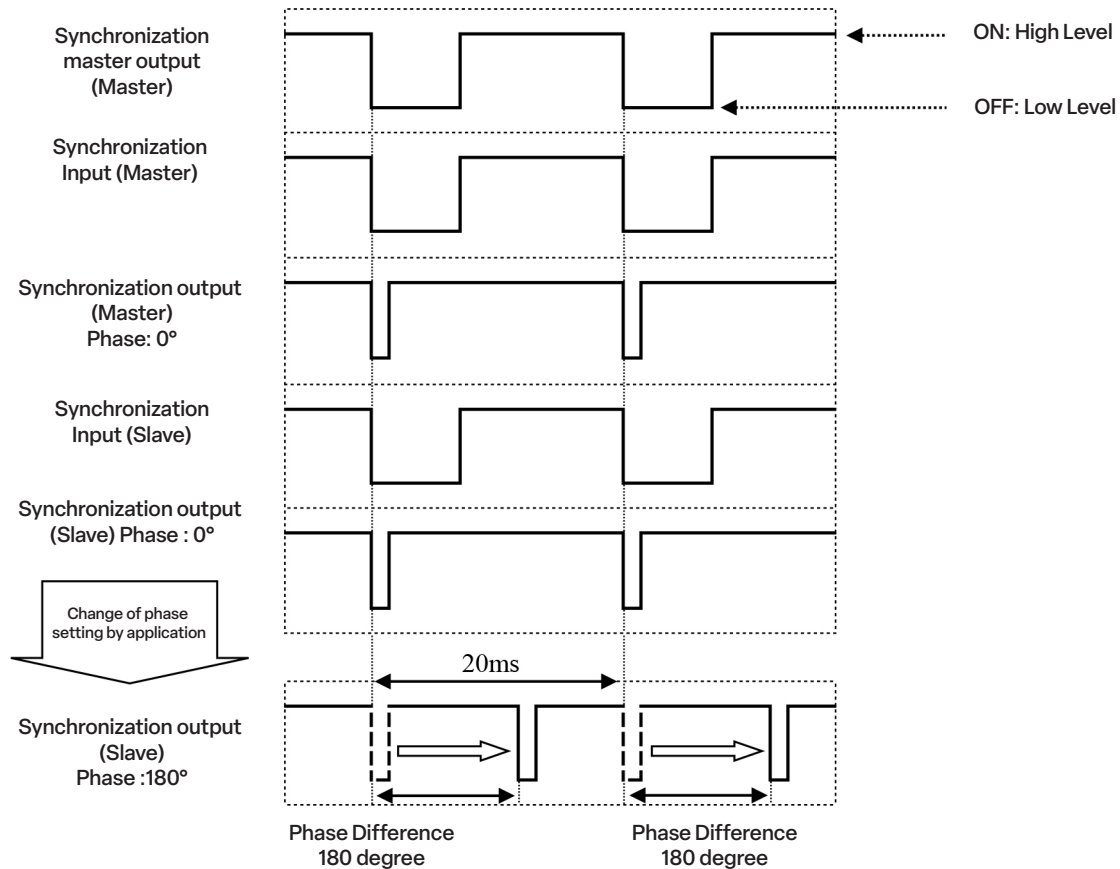 Synchronization
master output
(Master)
ON: High Level
OFF: Low Level
Synchronization
Input (Master)
Synchronization output
(Master)
Phase: 0°
Synchronization
Input (Slave)
Synchronization output
(Slave) Phase : 0°
Change of phase
setting by application
20ms
Synchronization output
(Slave)
Phase :180°
Phase Difference
180 degree
Phase Difference
180 degree